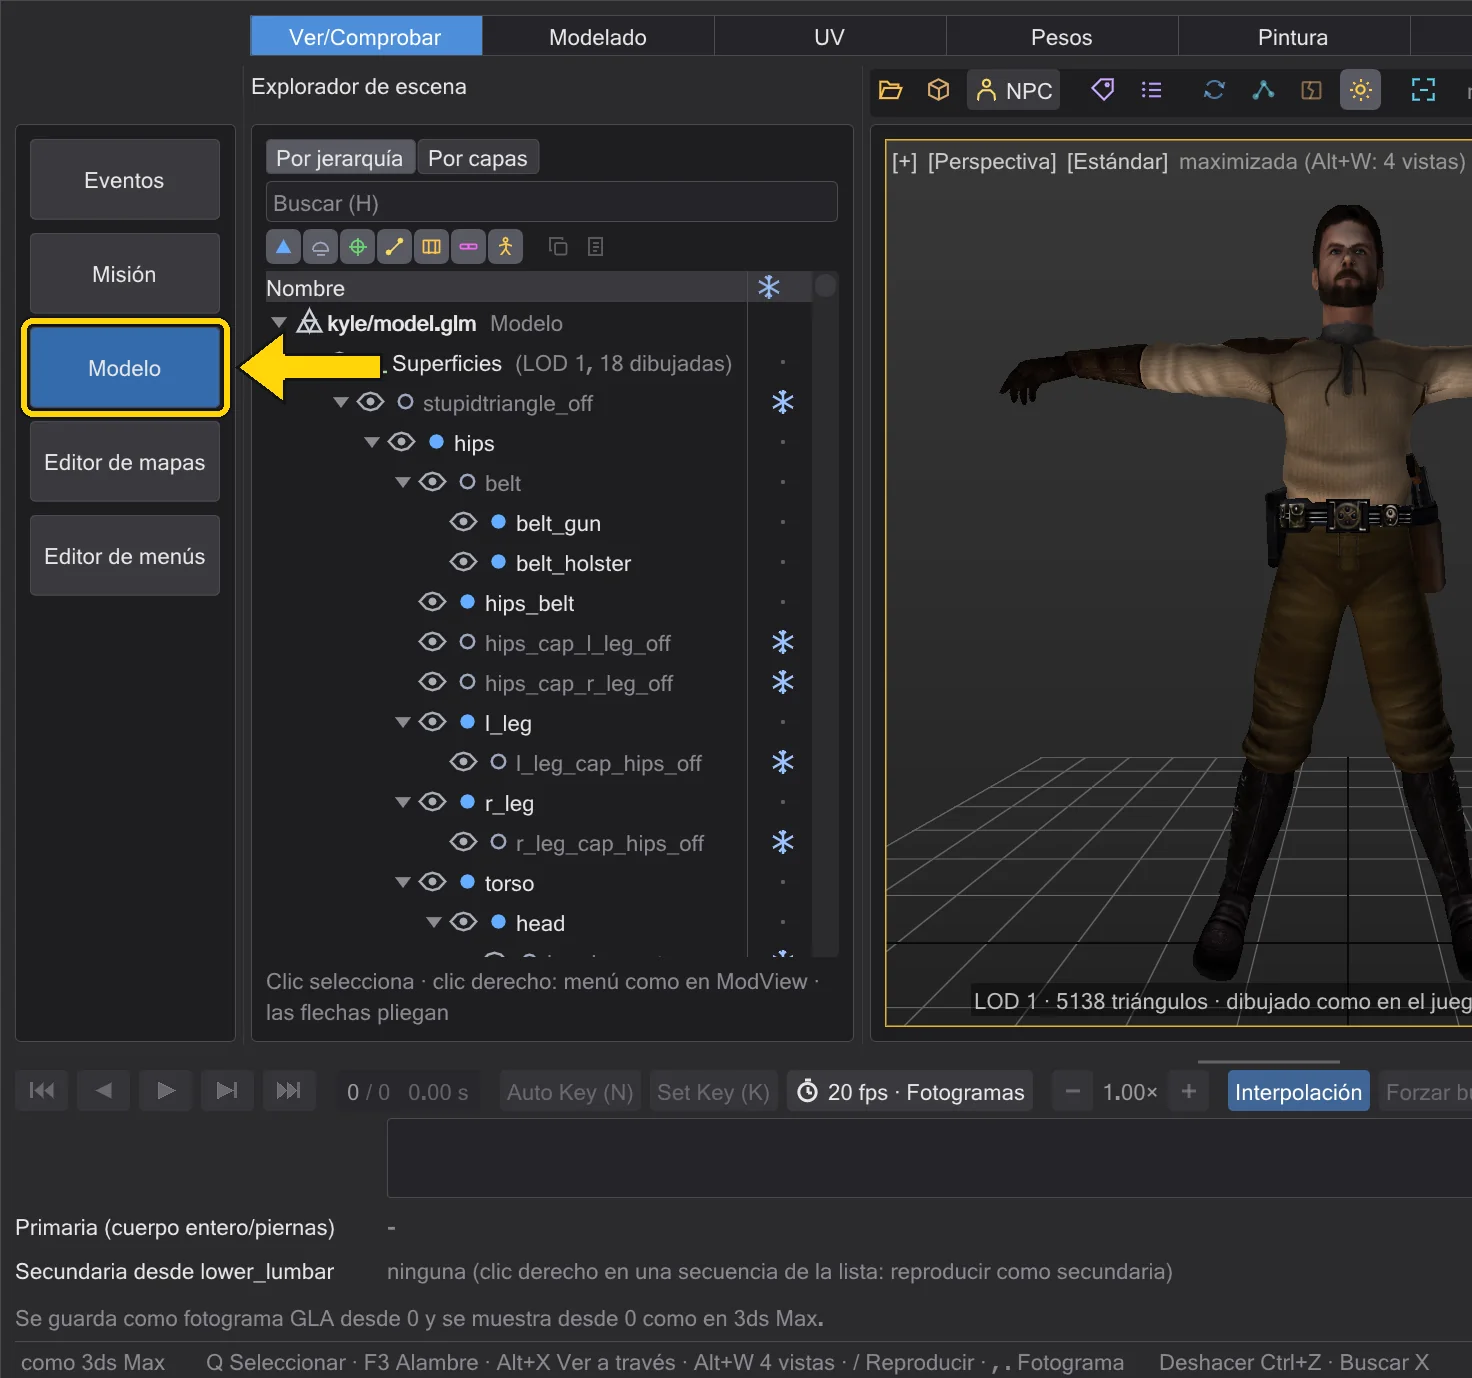 Ver/Comprobar
Modelado
UV
Pesos
Pintura
Explorador de escena
NPC
Eventos
Misión
Modelo
Editor de mapas
Editor de menús
Por jerarquía
Por capas
Buscar (H)
Nombre
kyle/model.glm Modelo
Superficies (LOD 1, 18 dibujadas)
stupidtriangle_off
hips
belt
belt_gun
belt_holster
hips_belt
hips_cap_l_leg_off
hips_cap_r_leg_off
l_leg
l_leg_cap_hips_off
r_leg
r_leg_cap_hips_off
torso
head
Clic selecciona · clic derecho: menú como en ModView ·
las flechas pliegan
[+] [Perspectiva] [Estándar] maximizada (Alt+W: 4 vistas)
LOD 1 · 5138 triángulos · dibujado como en el
0 / 0 0.00 s
Auto Key (N)
Set Key (K)
20 fps · Fotogramas
− 1.00× +
Interpolación
Forzar
Primaria (cuerpo entero/piernas) -
Secundaria desde lower_lumbar ninguna (clic derecho en una secuencia de la lista: reproducir como secundaria)
Se guarda como fotograma GLA desde 0 y se muestra desde 0 como en 3ds Max.
como 3ds Max Q Seleccionar · F3 Alambre · Alt+X Ver a través · Alt+W 4 vistas · / Reproducir · , . Fotograma Deshacer Ctrl+Z · Buscar X